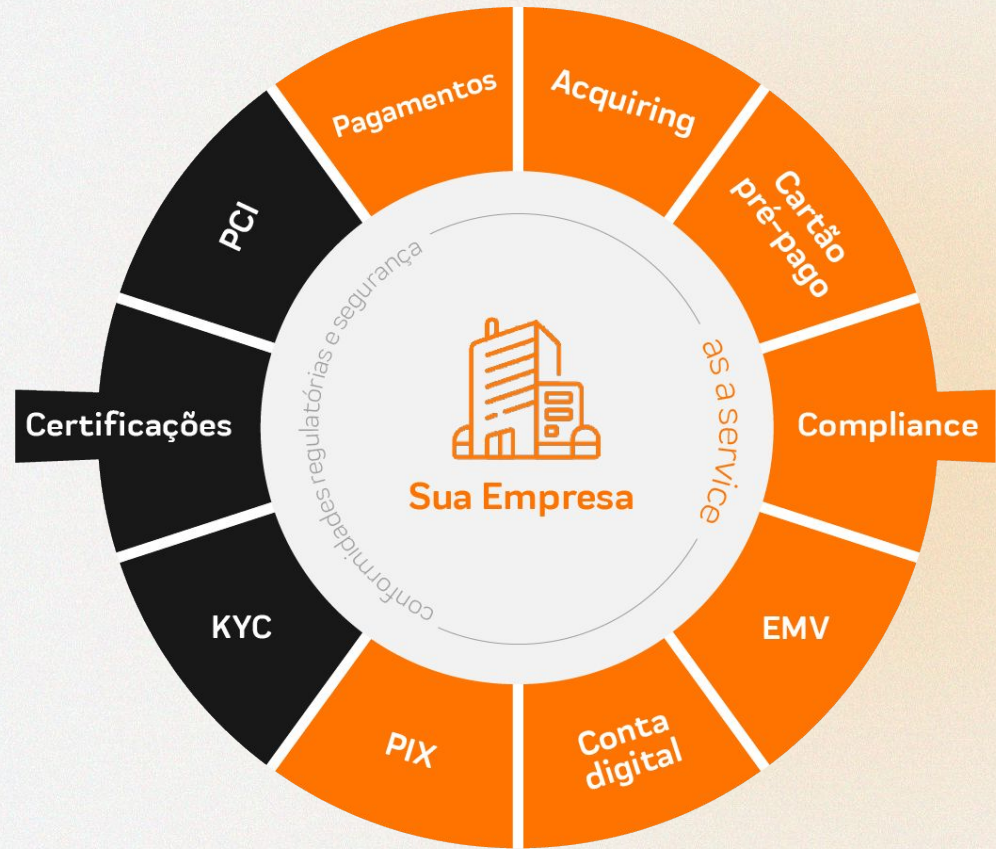 Pagamentos
Acquiring
Cartão
pré-pago
Compliance
EMV
Conta
digital
PIX
KYC
Certificações
PCI
conformidades regulatórias e segurança
as a service
Sua Empresa